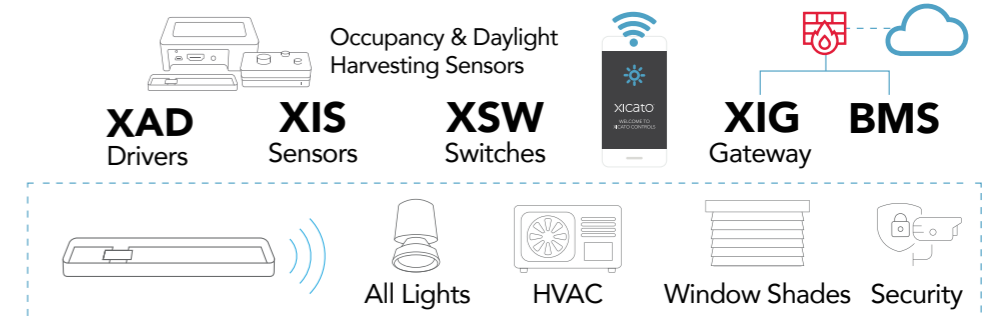 Occupancy & Daylight
Harvesting Sensors
XICATO
WELCOME TO
XICATO CONTROLS
XAD
Drivers
XIS
Sensors
XSW
Switches
XIG
Gateway
BMS
All Lights
HVAC
Window Shades
Security